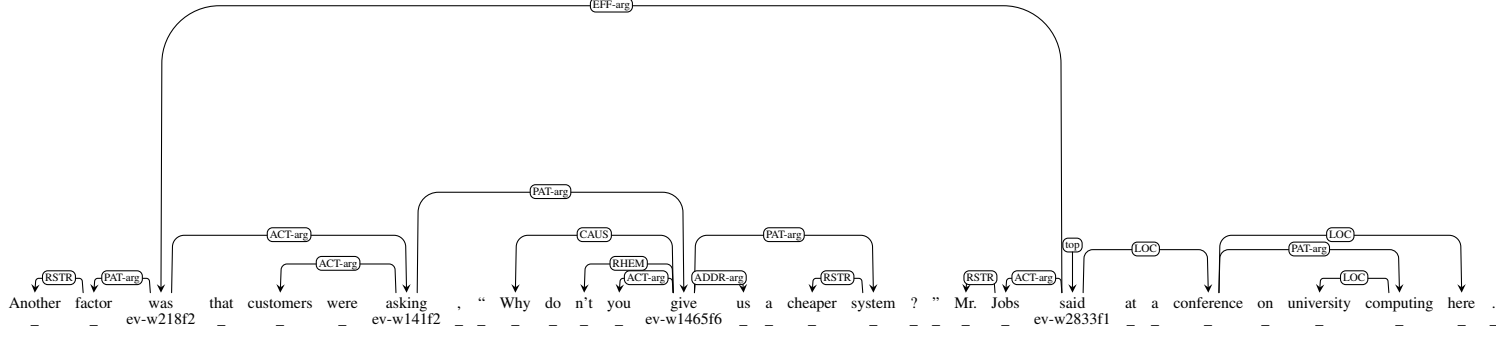 EFF-arg
PAT-arg
ACT-arg CAUS PAT-arg LOC
top
ACT-arg RHEM LOC PAT-arg
RSTR PAT-arg ACT-arg ADDR-arg RSTR RSTR ACT-arg LOC
Another factor was that customers were asking , “ Why do n’t you give us a cheaper system ? ” Mr. Jobs said at a conference on university computing here .
_ _ ev-w218f2 _ _ _ ev-w141f2 _ _ _ _ _ _ ev-w1465f6 _ _ _ _ _ _ _ _ ev-w2833f1 _ _ _ _ _ _ _ _